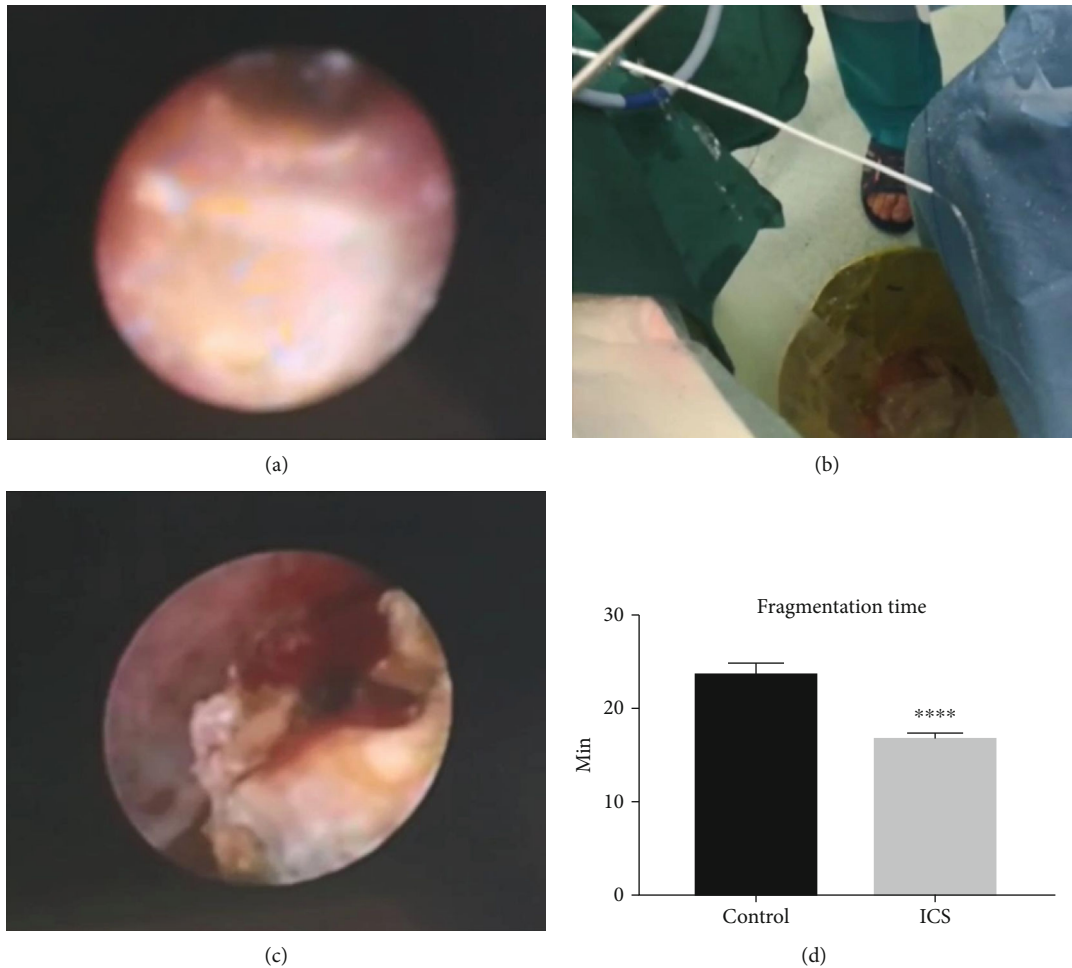 (a)
(b)
(c)
Fragmentation time
30
20
10
0
Min
****
Control
ICS
(d)